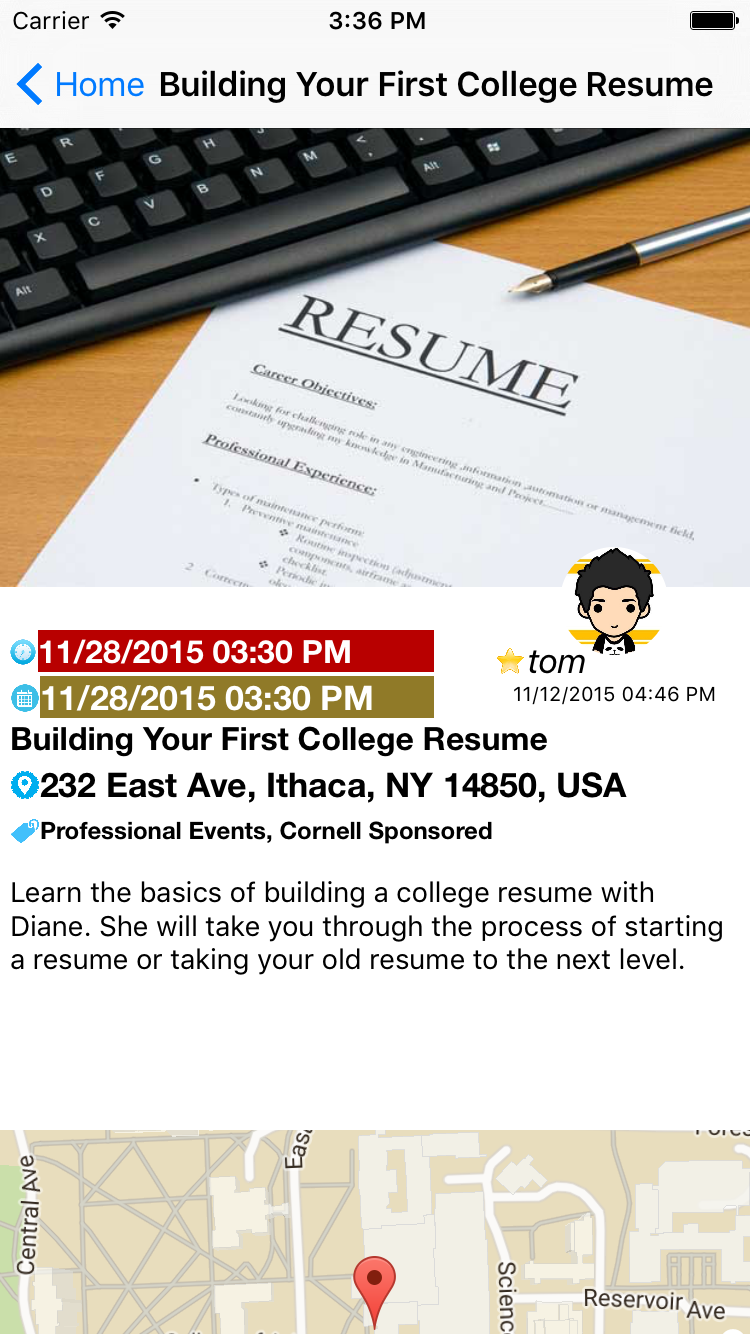 Carrier 3:36 PM
Home Building Your First College Resume
E R H J
D F G N M < ,
X C V B Alt
Alt
RESUME
Career Objectives:
Looking for challenging role in any engineering ,information ,automation or management field,
constantly upgrading my knowledge in Manufacturing and Project
Professional Experience:
Types of maintenance perform:
1. Preventive maintenance
Routine inspection (adjustment
components, airframe
checklist.
Periodic
2
11/28/2015 03:30 PM
tom
11/28/2015 03:30 PM
11/12/2015 04:46 PM
Building Your First College Resume
232 East Ave, Ithaca, NY 14850, USA
Professional Events, Cornell Sponsored
Learn the basics of building a college resume with
Diane. She will take you through the process of starting
a resume or taking your old resume to the next level.
Central Ave
Reservoir Ave